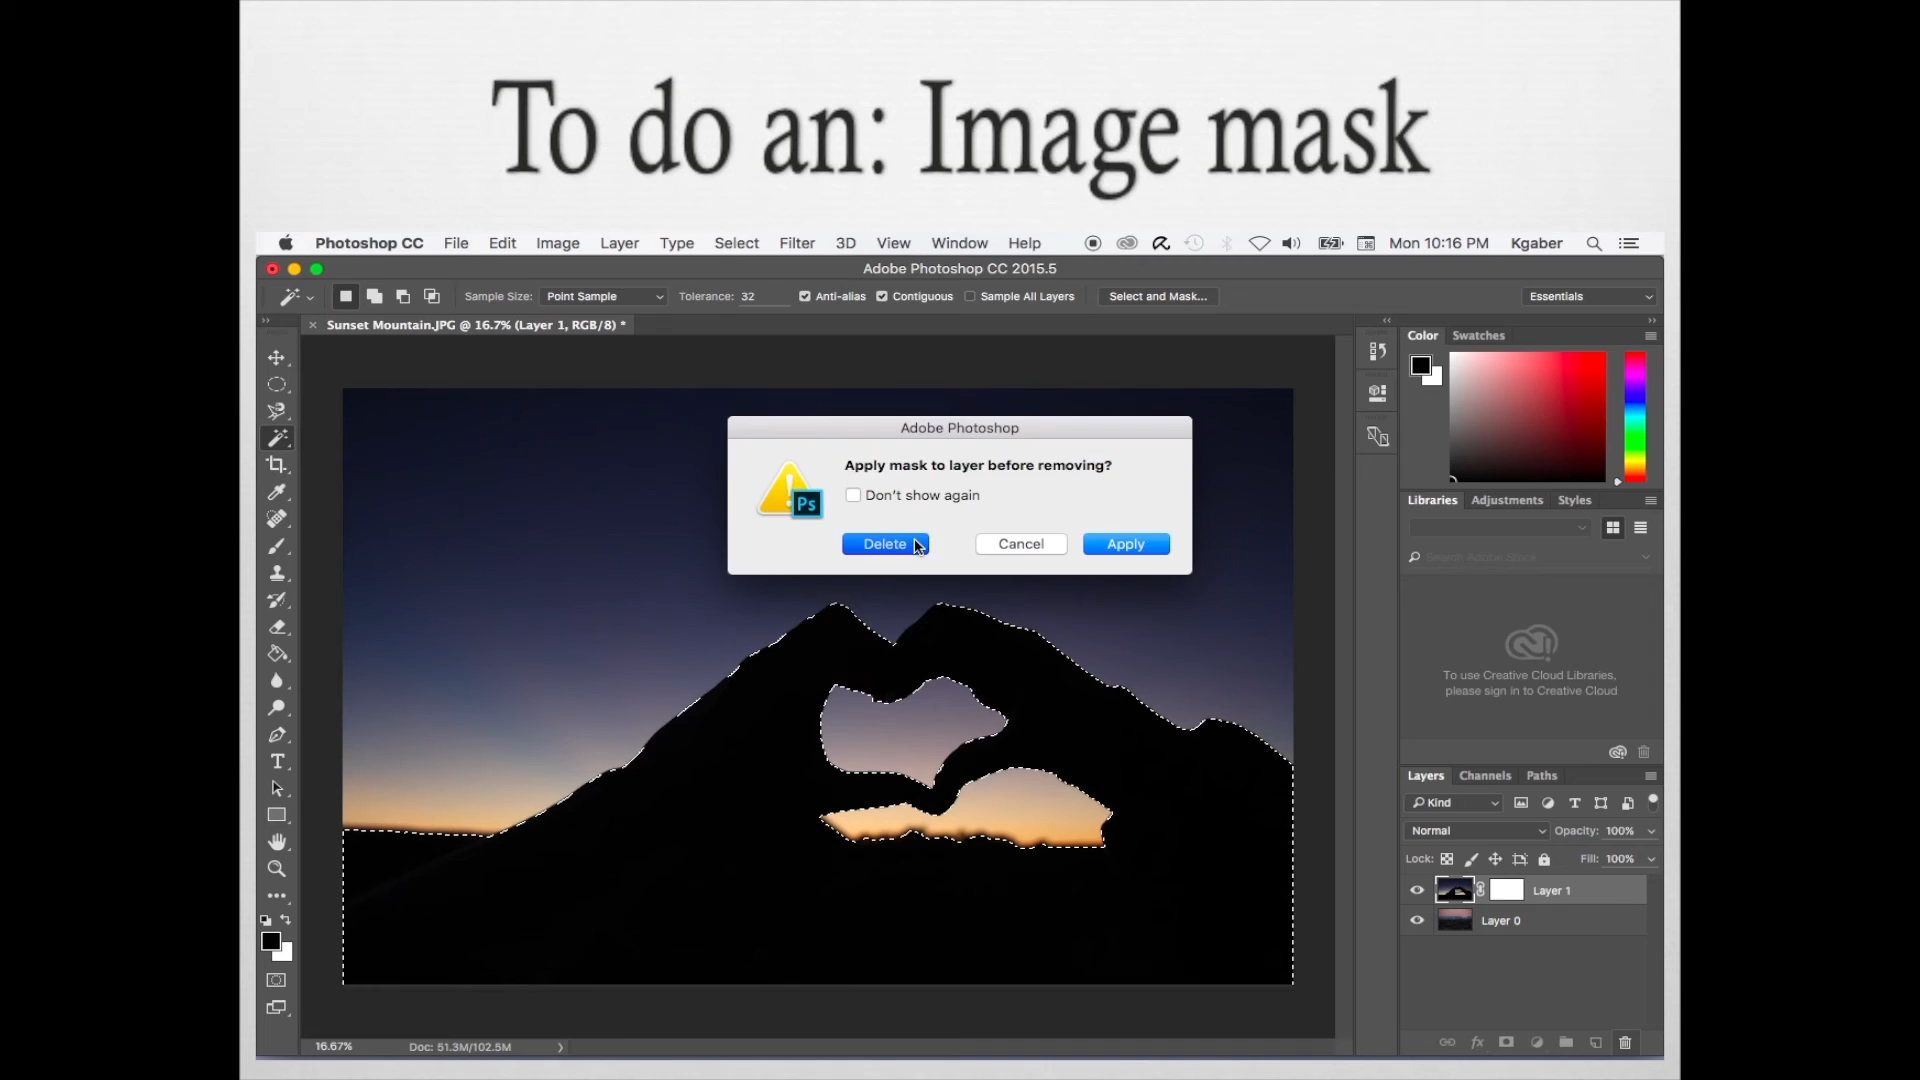 To do an: Image mask
Photoshop CC File Edit Image Layer Type Select Filter 3D View Window Help Mon 10:16 PM Kgaber
Adobe Photoshop CC 2015.5
Sample Size: Point Sample Tolerance: 32 Anti-alias Contiguous Sample All Layers Select and Mask... Essentials
Sunset Mountain.JPG @ 16.7% (Layer 1, RGB/8) *
Color Swatches
Adobe Photoshop
Apply mask to layer before removing?
Don't show again
Ps
Delete Cancel Apply
Libraries Adjustments Styles
Search Adobe Stock
To use Creative Cloud Libraries,
please sign in to Creative Cloud
Layers Channels Paths
Kind
Normal Opacity: 100%
Lock: Fill: 100%
Layer 1
Layer 0
fx
16.67% Doc: 51.3M/102.5M